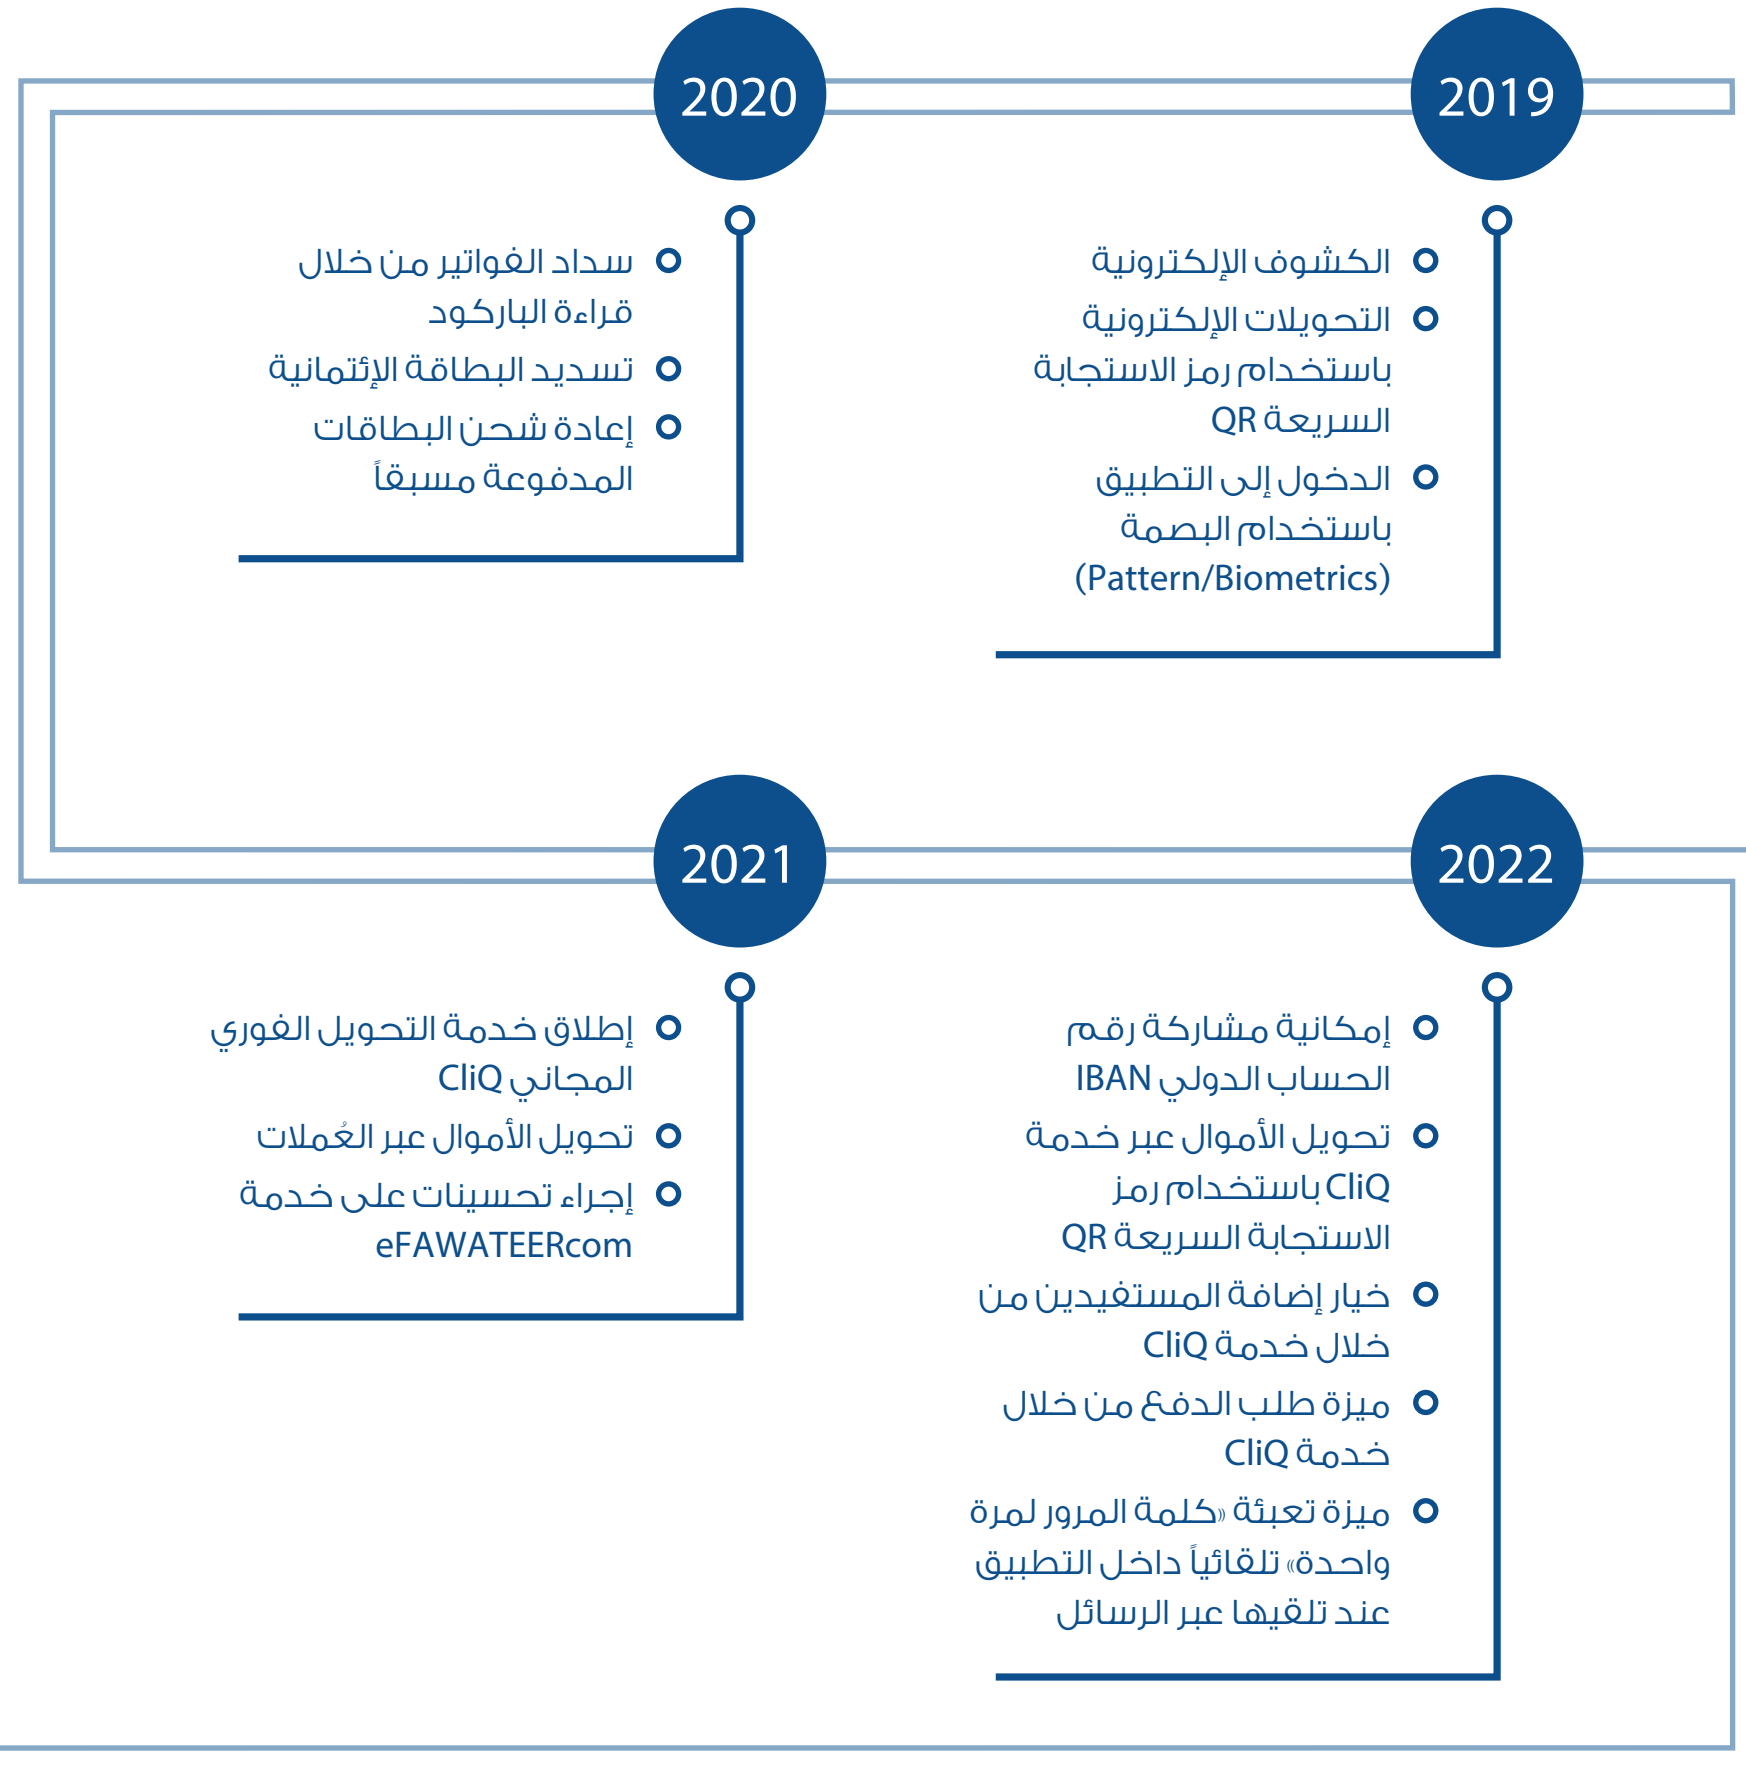 2019
الكشوف الإلكترونية
التحويلات الإلكترونية
باستخدام رمز الاستجابة
السريعة QR
الدخول إلى التطبيق
باستخدام البصمة
(Pattern/Biometrics)
2020
سداد الفواتير من خلال
قراءة الباركود
تسديد البطاقة الإئتمانية
إعادة شحن البطاقات
المدفوعة مسبقاً
2021
إطلاق خدمة التحويل الفوري
المجاني CliQ
تحويل الأموال عبر العُملات
إجراء تحسينات على خدمة
eFAWATEERcom
2022
إمكانية مشاركة رقم
الحساب الدولي IBAN
تحويل الأموال عبر خدمة
CliQ باستخدام رمز
الاستجابة السريعة QR
خيار إضافة المستفيدين من
خلال خدمة CliQ
ميزة طلب الدفع من خلال
خدمة CliQ
ميزة تعبئة «كلمة المرور لمرة
واحدة» تلقائياً داخل التطبيق
عند تلقيها عبر الرسائل